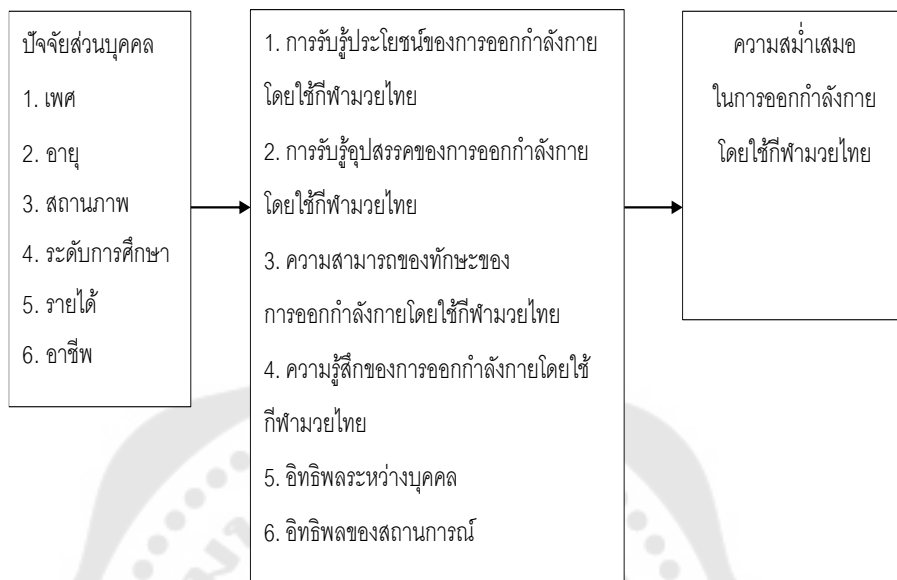 ปัจจัยส่วนบุคคล
1. เพศ
2. อายุ
3. สถานภาพ
4. ระดับการศึกษา
5. รายได้
6. อาชีพ
1. การรับรู้ประโยชน์ของการออกกำลังกาย
โดยใช้กีฬามวยไทย
2. การรับรู้อุปสรรคของการออกกำลังกาย
โดยใช้กีฬามวยไทย
3. ความสามารถของทักษะของ
การออกกำลังกายโดยใช้กีฬามวยไทย
4. ความรู้สึกของการออกกำลังกายโดยใช้
กีฬามวยไทย
5. อิทธิพลระหว่างบุคคล
6. อิทธิพลของสถานการณ์
ความสม่ำเสมอ
ในการออกกำลังกาย
โดยใช้กีฬามวยไทย